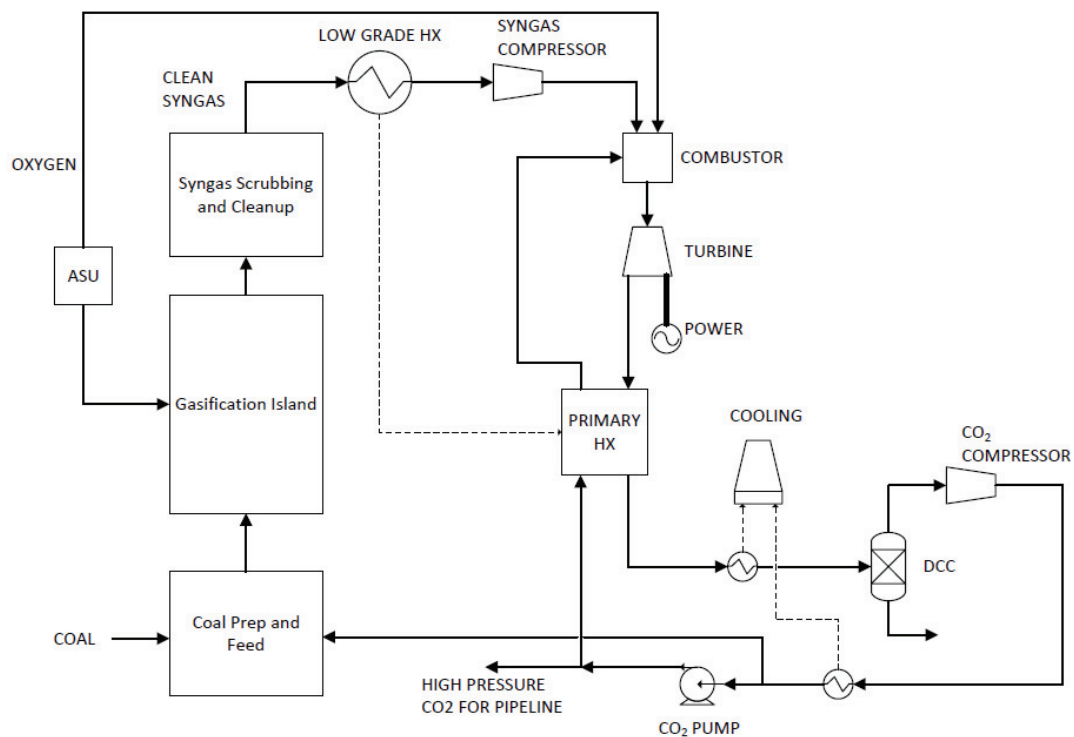 LOW GRADE HX
SYNGAS
COMPRESSOR
CLEAN
SYNGAS
OXYGEN
Syngas Scrubbing
and Cleanup
COMBUSTOR
ASU
TURBINE
POWER
Gasification Island
PRIMARY
HX
COOLING
CO₂
COMPRESSOR
DCC
COAL
Coal Prep and
Feed
HIGH PRESSURE
CO2 FOR PIPELINE
CO₂ PUMP